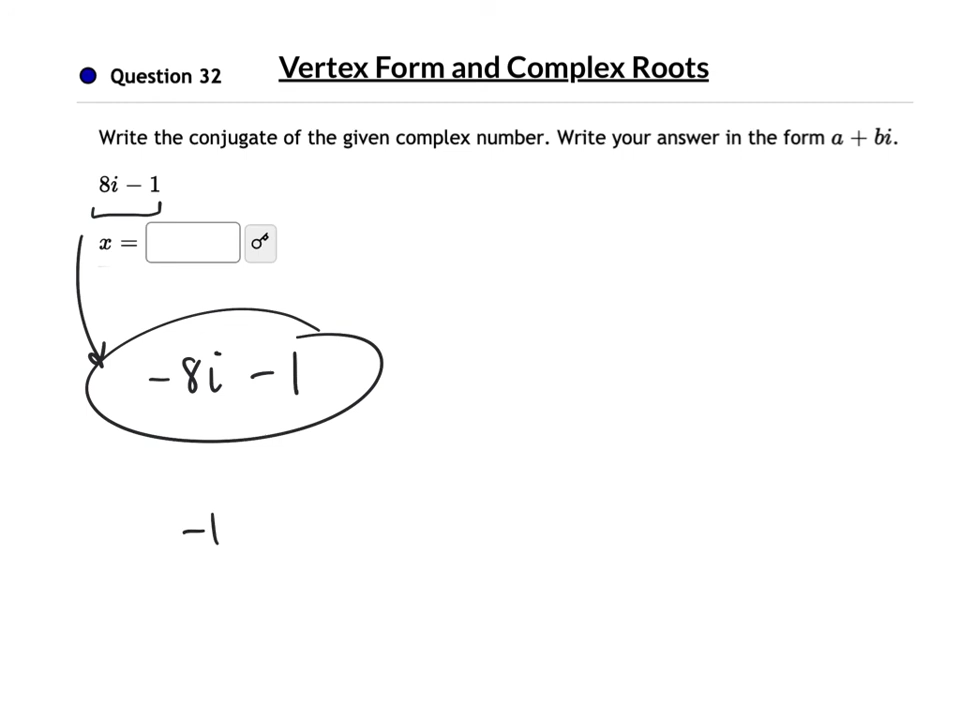 Question 32
Vertex Form and Complex Roots
Write the conjugate of the given complex number. Write your answer in the form a + bi.
8i − 1
x =
-8i - 1
-1